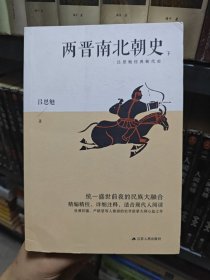 两晋南北朝史 下
吕思勉经典断代史
吕思勉
著
统一盛世前夜的民族大融合
精编精校，详细注释，适合现代人阅读
江苏人民出版社